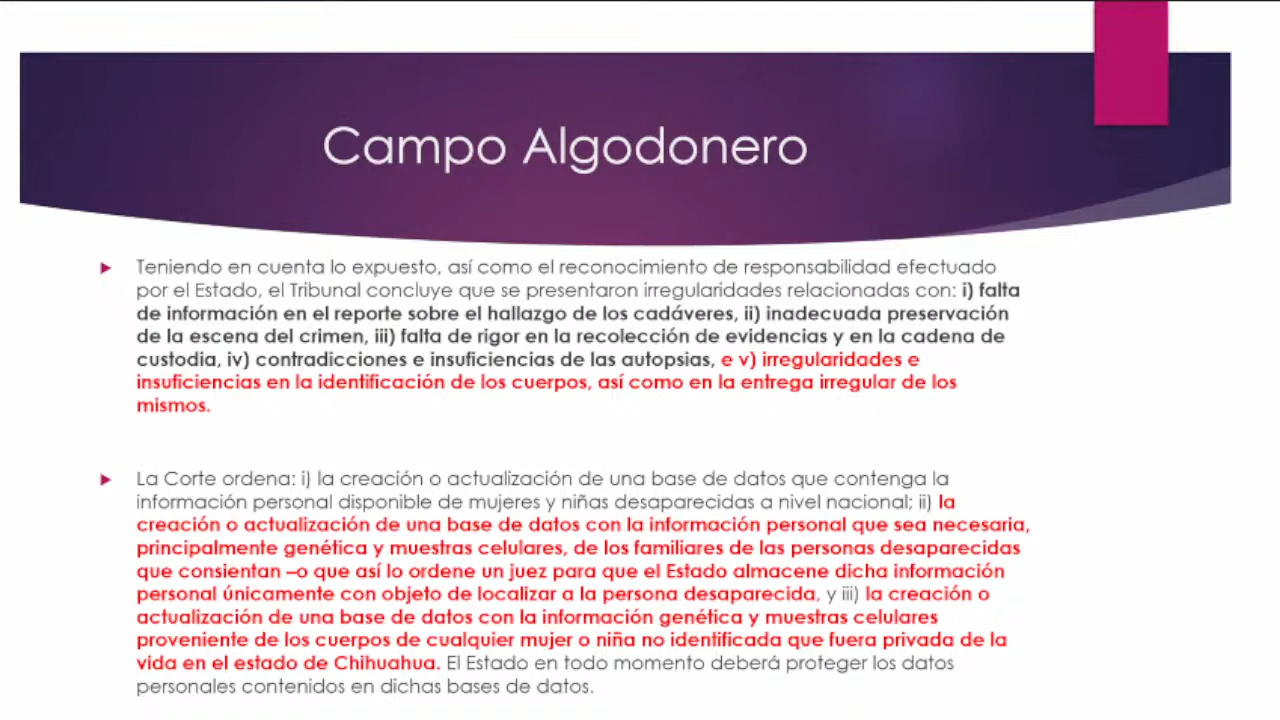 Campo Algodonero
Teniendo en cuenta lo expuesto, así como el reconocimiento de responsabilidad efectuado
por el Estado, el Tribunal concluye que se presentaron irregularidades relacionadas con: i) falta
de información en el reporte sobre el hallazgo de los cadáveres, ii) inadecuada preservación
de la escena del crimen, iii) falta de rigor en la recolección de evidencias y en la cadena de
custodia, iv) contradicciones e insuficiencias de las autopsias, e v) irregularidades e
insuficiencias en la identificación de los cuerpos, así como en la entrega irregular de los
mismos.
La Corte ordena: i) la creación o actualización de una base de datos que contenga la
información personal disponible de mujeres y niñas desaparecidas a nivel nacional; ii) la
creación o actualización de una base de datos con la información personal que sea necesaria,
principalmente genética y muestras celulares, de los familiares de las personas desaparecidas
que consientan –o que así lo ordene un juez para que el Estado almacene dicha información
personal únicamente con objeto de localizar a la persona desaparecida, y iii) la creación o
actualización de una base de datos con la información genética y muestras celulares
proveniente de los cuerpos de cualquier mujer o niña no identificada que fuera privada de la
vida en el estado de Chihuahua. El Estado en todo momento deberá proteger los datos
personales contenidos en dichas bases de datos.